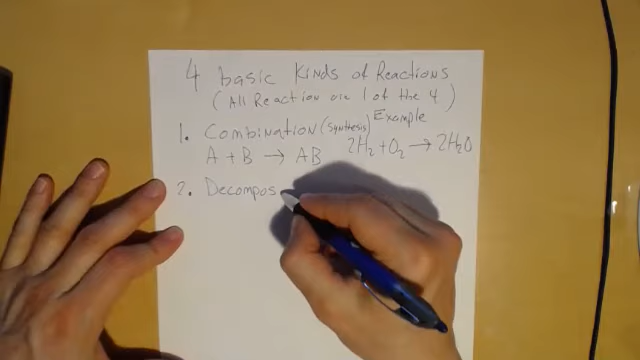 4 basic Kinds of Reactions
(All Reaction are 1 of the 4)
1. Combination (Synthesis) Example
A + B → AB 2H₂ + O₂ → 2H₂O
2. Decompos